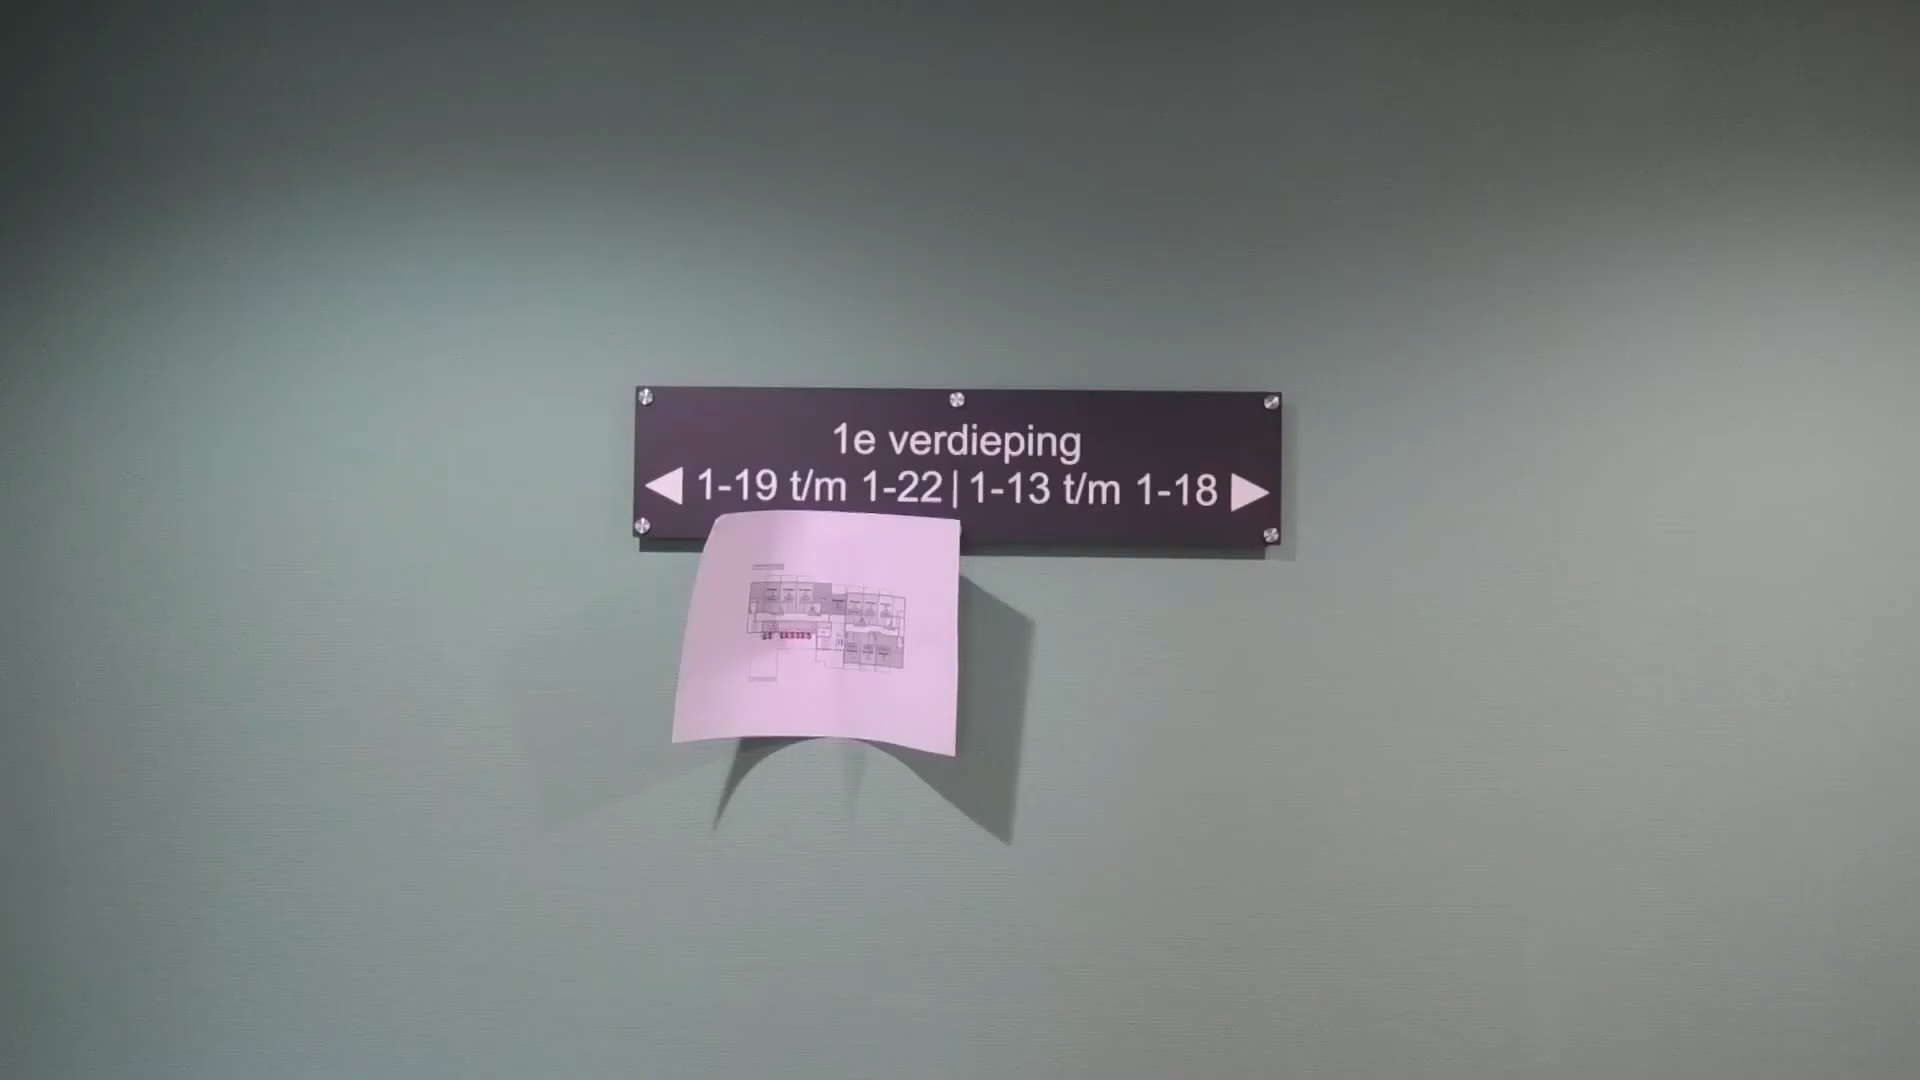 1e verdieping
◀ 1-19 t/m 1-22 | 1-13 t/m 1-18 ▶